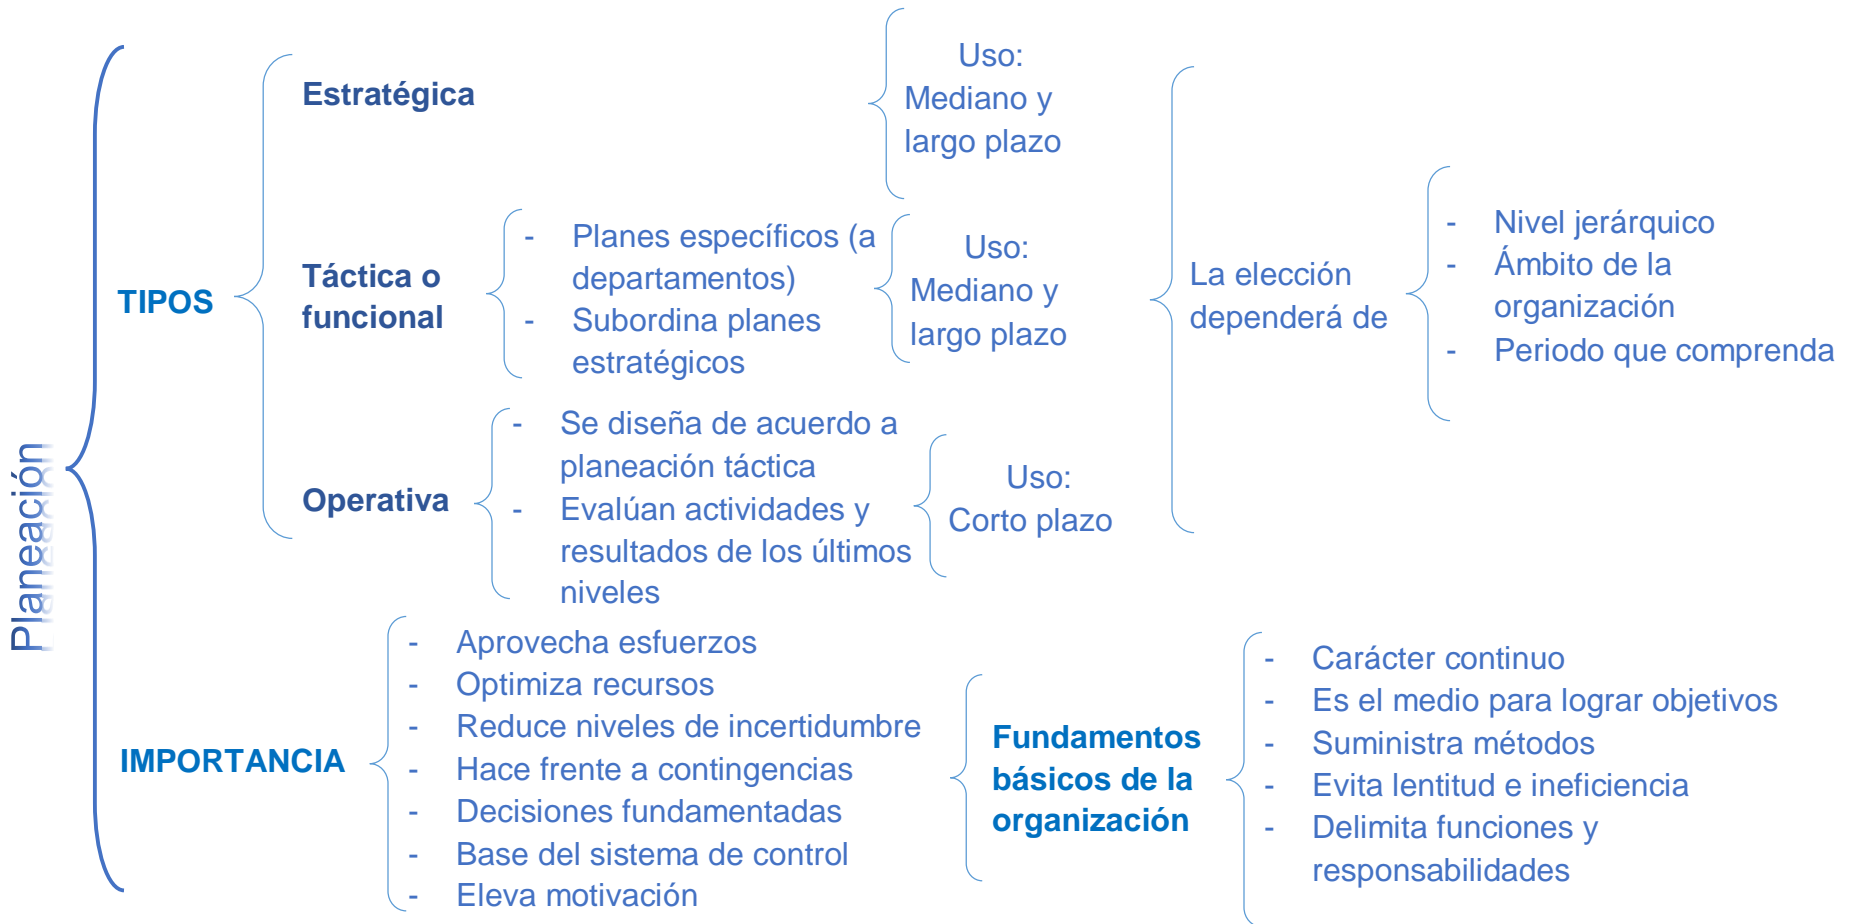 Planeación
TIPOS
Estratégica
Uso:
Mediano y
largo plazo
Táctica o
funcional
- Planes específicos (a
departamentos)
- Subordina planes
estratégicos
Uso:
Mediano y
largo plazo
Operativa
- Se diseña de acuerdo a
planeación táctica
- Evalúan actividades y
resultados de los últimos
niveles
Uso:
Corto plazo
La elección
dependerá de
- Nivel jerárquico
- Ámbito de la
organización
- Periodo que comprenda
IMPORTANCIA
- Aprovecha esfuerzos
- Optimiza recursos
- Reduce niveles de incertidumbre
- Hace frente a contingencias
- Decisiones fundamentadas
- Base del sistema de control
- Eleva motivación
Fundamentos
básicos de la
organización
- Carácter continuo
- Es el medio para lograr objetivos
- Suministra métodos
- Evita lentitud e ineficiencia
- Delimita funciones y
responsabilidades